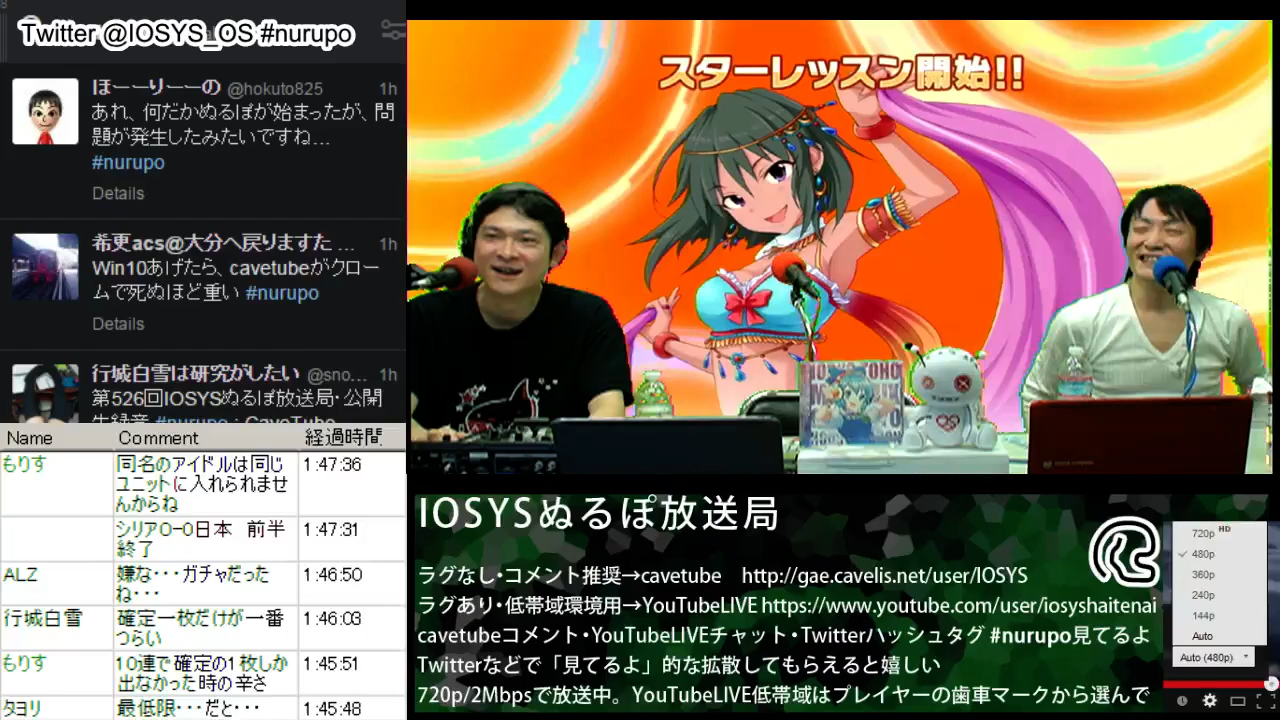 Twitter @IOSYS_OS #nurupo
ほーーりーーの @hokuto825 1h
あれ、何だかぬるぽが始まったが、問
題が発生したみたいですね...
#nurupo
Details
希更acs@大分へ戻りますた ... 1h
Win10あげたら、cavetubeがクロー
ムで死ぬほど重い #nurupo
Details
行城白雪は研究がしたい @sno... 1h
第526回IOSYSぬるぽ放送局・公開
生録音 #nurupo : CaveTube
Name Comment 経過時間
もりす 同名のアイドルは同じ 1:47:36
ユニットに入れられませ
んからね
シリア0-0日本 前半 1:47:31
終了
ALZ 嫌な・・・ガチャだった 1:46:50
ね・・・
行城白雪 確定一枚だけが一番 1:46:03
つらい
もりす 10連で確定の1枚しか 1:45:51
出なかった時の辛さ
タヨリ 最低限・・・だと・・・ 1:45:48
スターレッスン開始!!
IOSYSぬるぽ放送局
ラグなし・コメント推奨→cavetube http://gae.cavelis.net/user/IOSYS
ラグあり・低帯域環境用→YouTubeLIVE https://www.youtube.com/user/iosyshaitenai
cavetubeコメント・YouTubeLIVEチャット・Twitterハッシュタグ #nurupo見てるよ
Twitterなどで「見てるよ」的な拡散してもらえると嬉しい
720p/2Mbpsで放送中。YouTubeLIVE低帯域はプレイヤーの歯車マークから選んで
720p HD
480p
360p
240p
144p
Auto
Auto (480p)